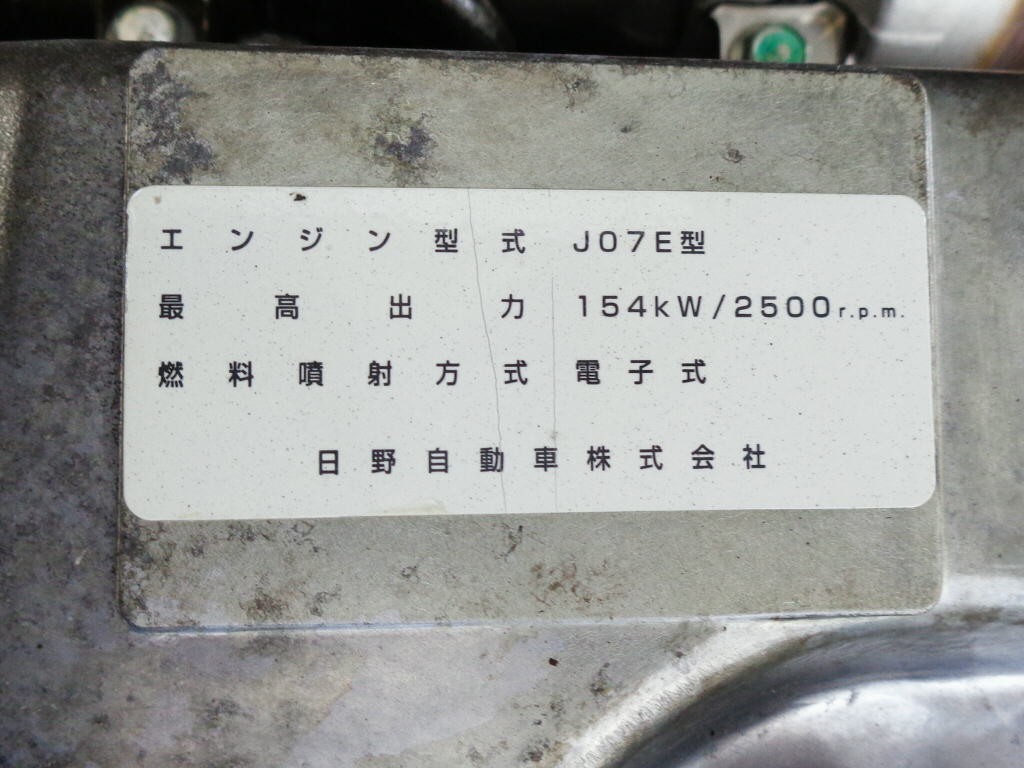 エンジン型式 J07E型
最高出力 154kW/2500r.p.m.
燃料噴射方式 電子式
日野自動車株式会社